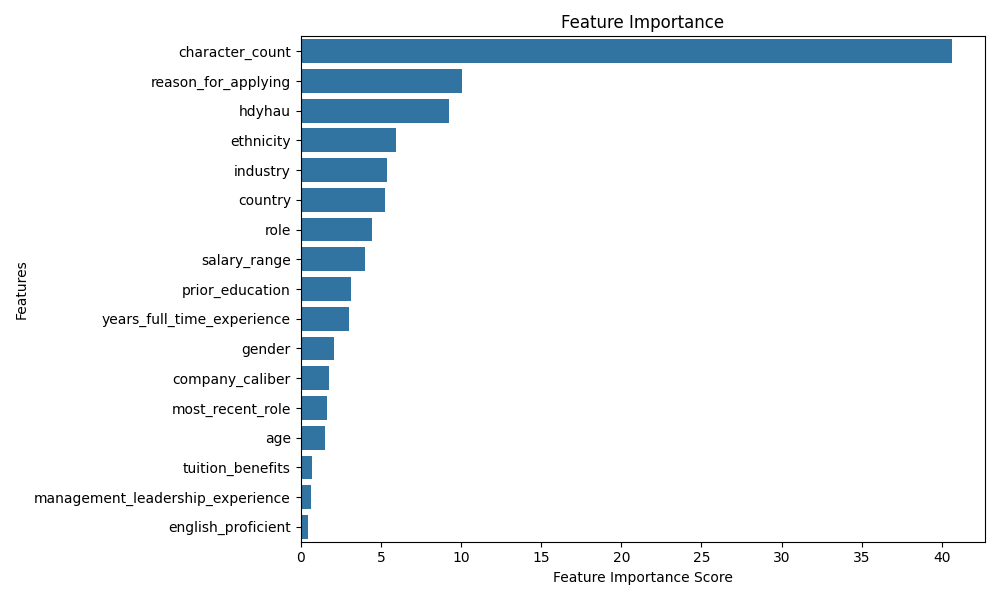 Feature Importance
character_count
reason_for_applying
hdyhau
ethnicity
industry
country
role
salary_range
prior_education
years_full_time_experience
gender
company_caliber
most_recent_role
age
tuition_benefits
management_leadership_experience
english_proficient
Features
0 5 10 15 20 25 30 35 40
Feature Importance Score